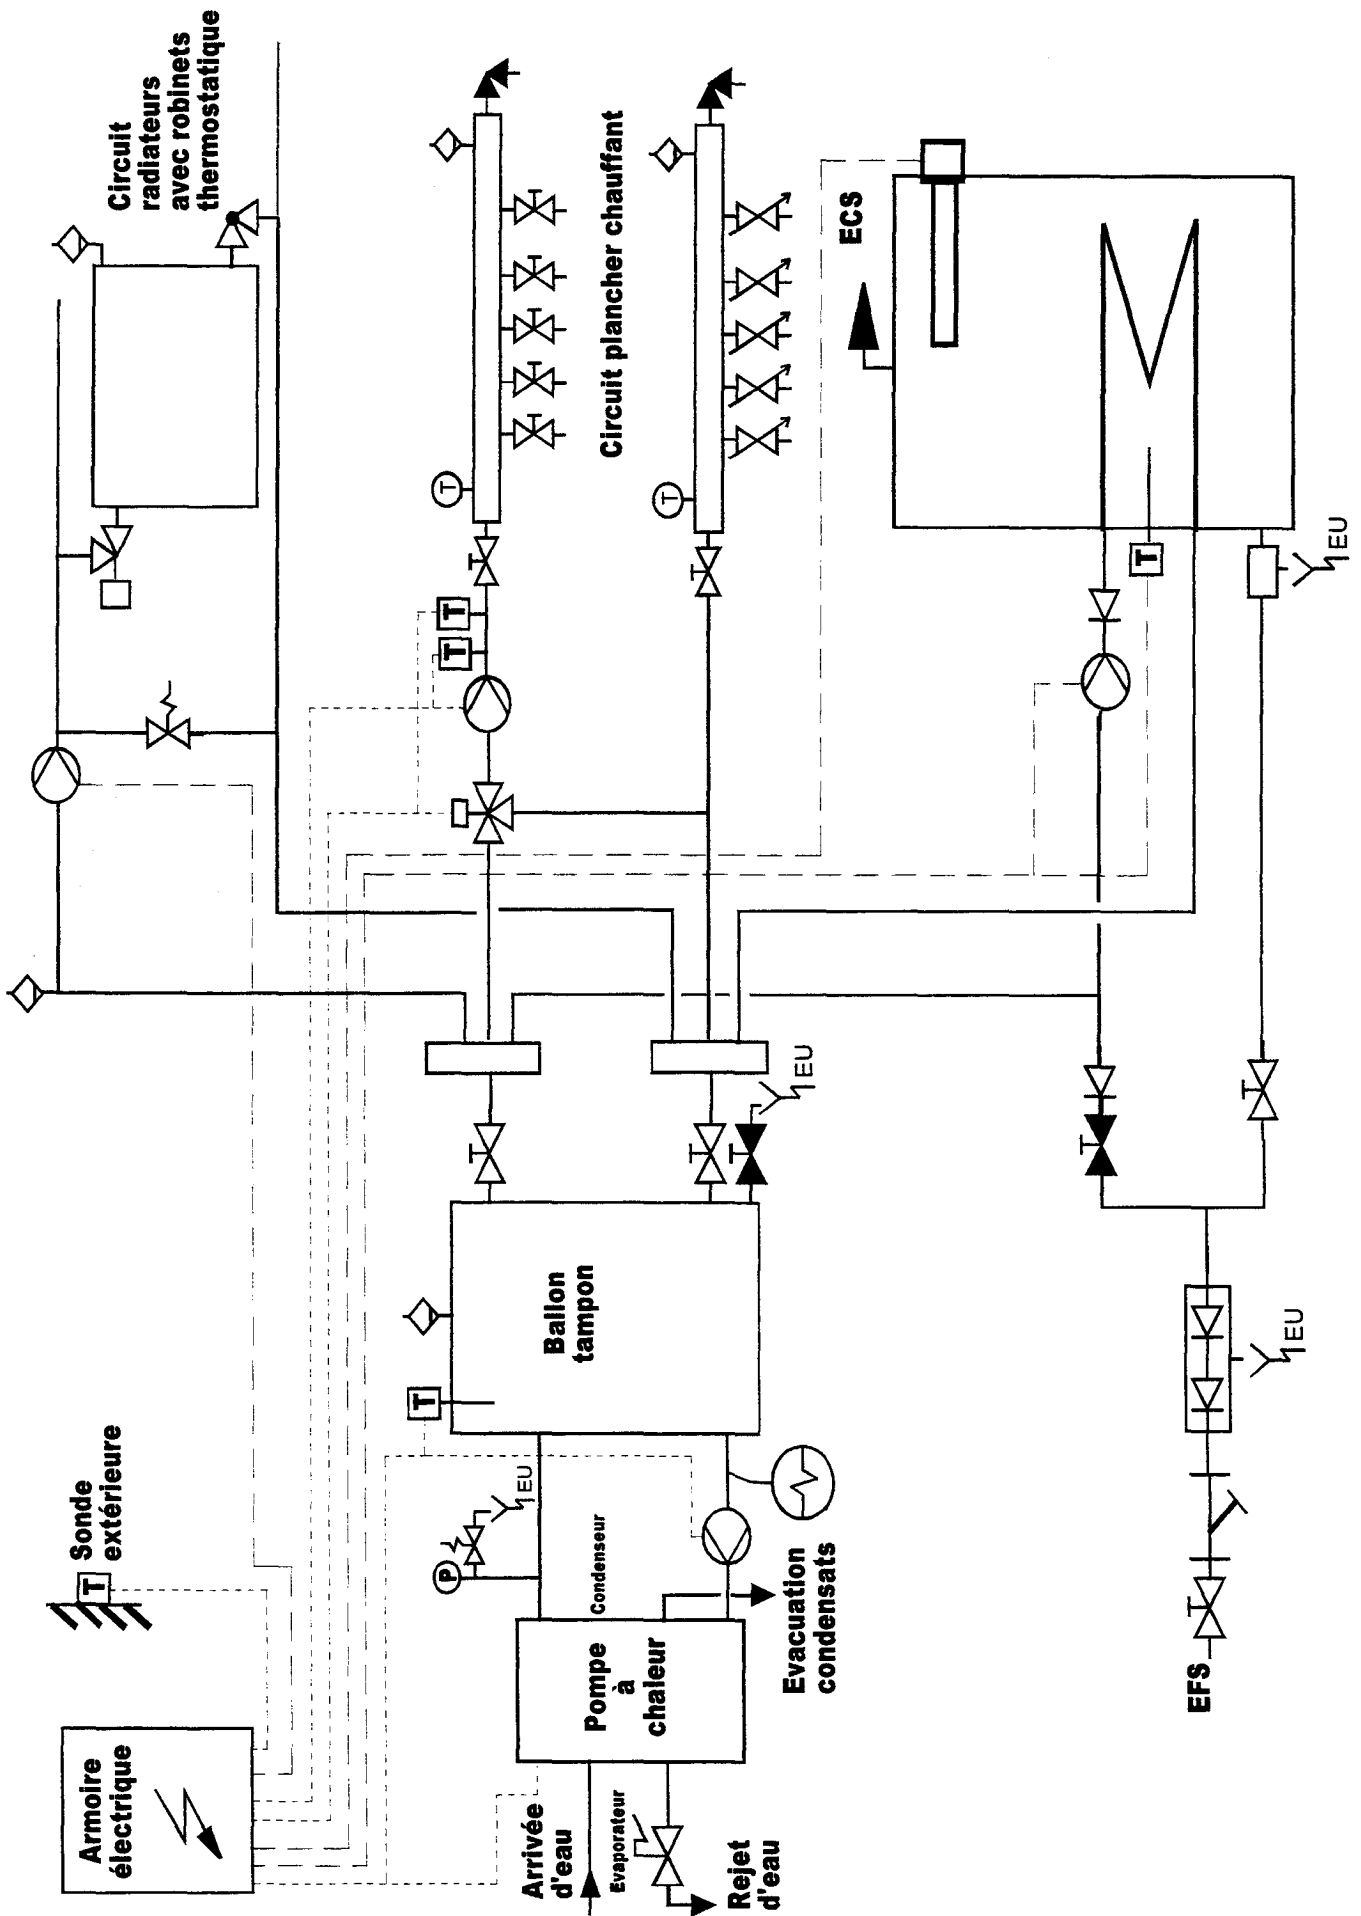 Armoire
électrique
Sonde
extérieure
T
Circuit
radiateurs
avec robinets
thermostatique
Arrivée
d'eau
Evaporateur
Rejet
d'eau
Pompe
à
chaleur
Condenseur
P
EU
Evacuation
condensats
T
Ballon
tampon
EU
T
T
T
Circuit plancher chauffant
T
ECS
T
EU
EFS
EU